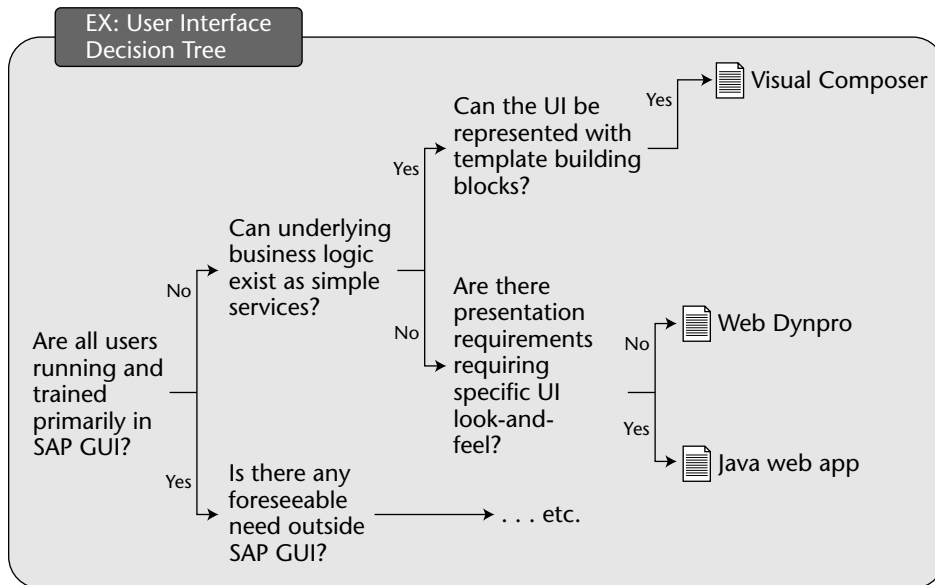 EX: User Interface
Decision Tree
Are all users
running and
trained
primarily in
SAP GUI?
No
Yes
Can underlying
business logic
exist as simple
services?
Yes
No
Can the UI be
represented with
template building
blocks?
Yes
Visual Composer
Are there
presentation
requirements
requiring
specific UI
look-and-
feel?
No
Web Dynpro
Yes
Java web app
Is there any
foreseeable
need outside
SAP GUI?
. . . etc.